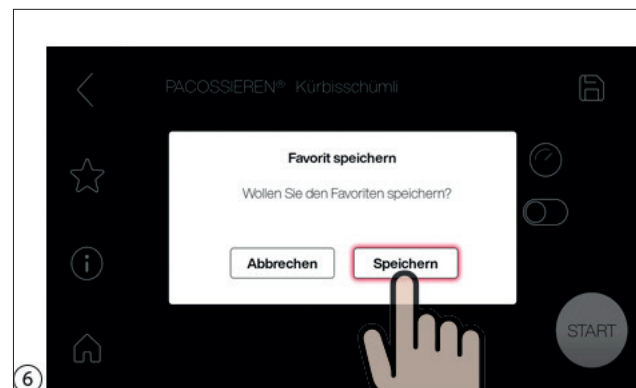 PACOSSIEREN® Kürbisschümli
Favorit speichern
Wollen Sie den Favoriten speichern?
Abbrechen Speichern
START
6